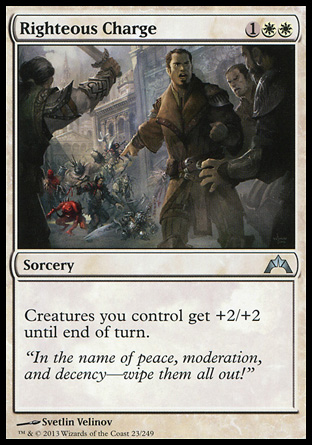 Righteous Charge 1
Sorcery
Creatures you control get +2/+2
until end of turn.
“In the name of peace, moderation,
and decency—wipe them all out!”
Svetlin Velinov
™ & © 2013 Wizards of the Coast 23/249